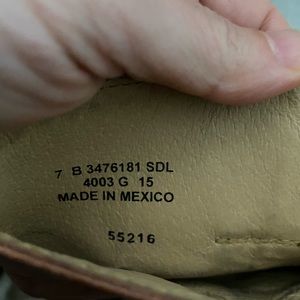 7 B 3476181 SDL
4003 G 15
MADE IN MEXICO
55216